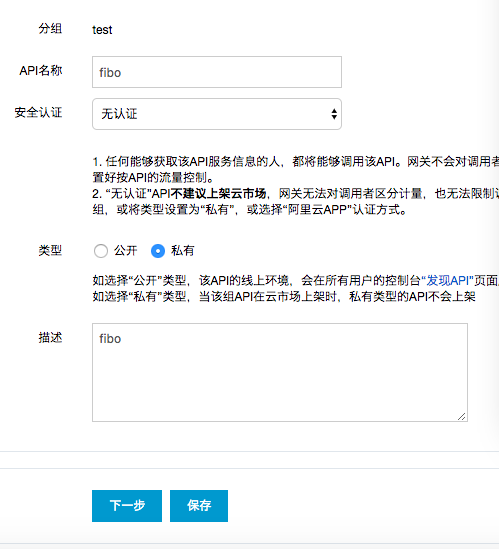 分组 test
API名称 fibo
安全认证 无认证
1. 任何能够获取该API服务信息的人，都将能够调用该API。网关不会对调用者
置好按API的流量控制。
2. “无认证”API不建议上架云市场，网关无法对调用者区分计量，也无法限制
组，或将类型设置为“私有”，或选择“阿里云APP”认证方式。
类型 公开 私有
如选择“公开”类型，该API的线上环境，会在所有用户的控制台“发现API”页面
如选择“私有”类型，当该组API在云市场上架时，私有类型的API不会上架
描述 fibo
下一步 保存